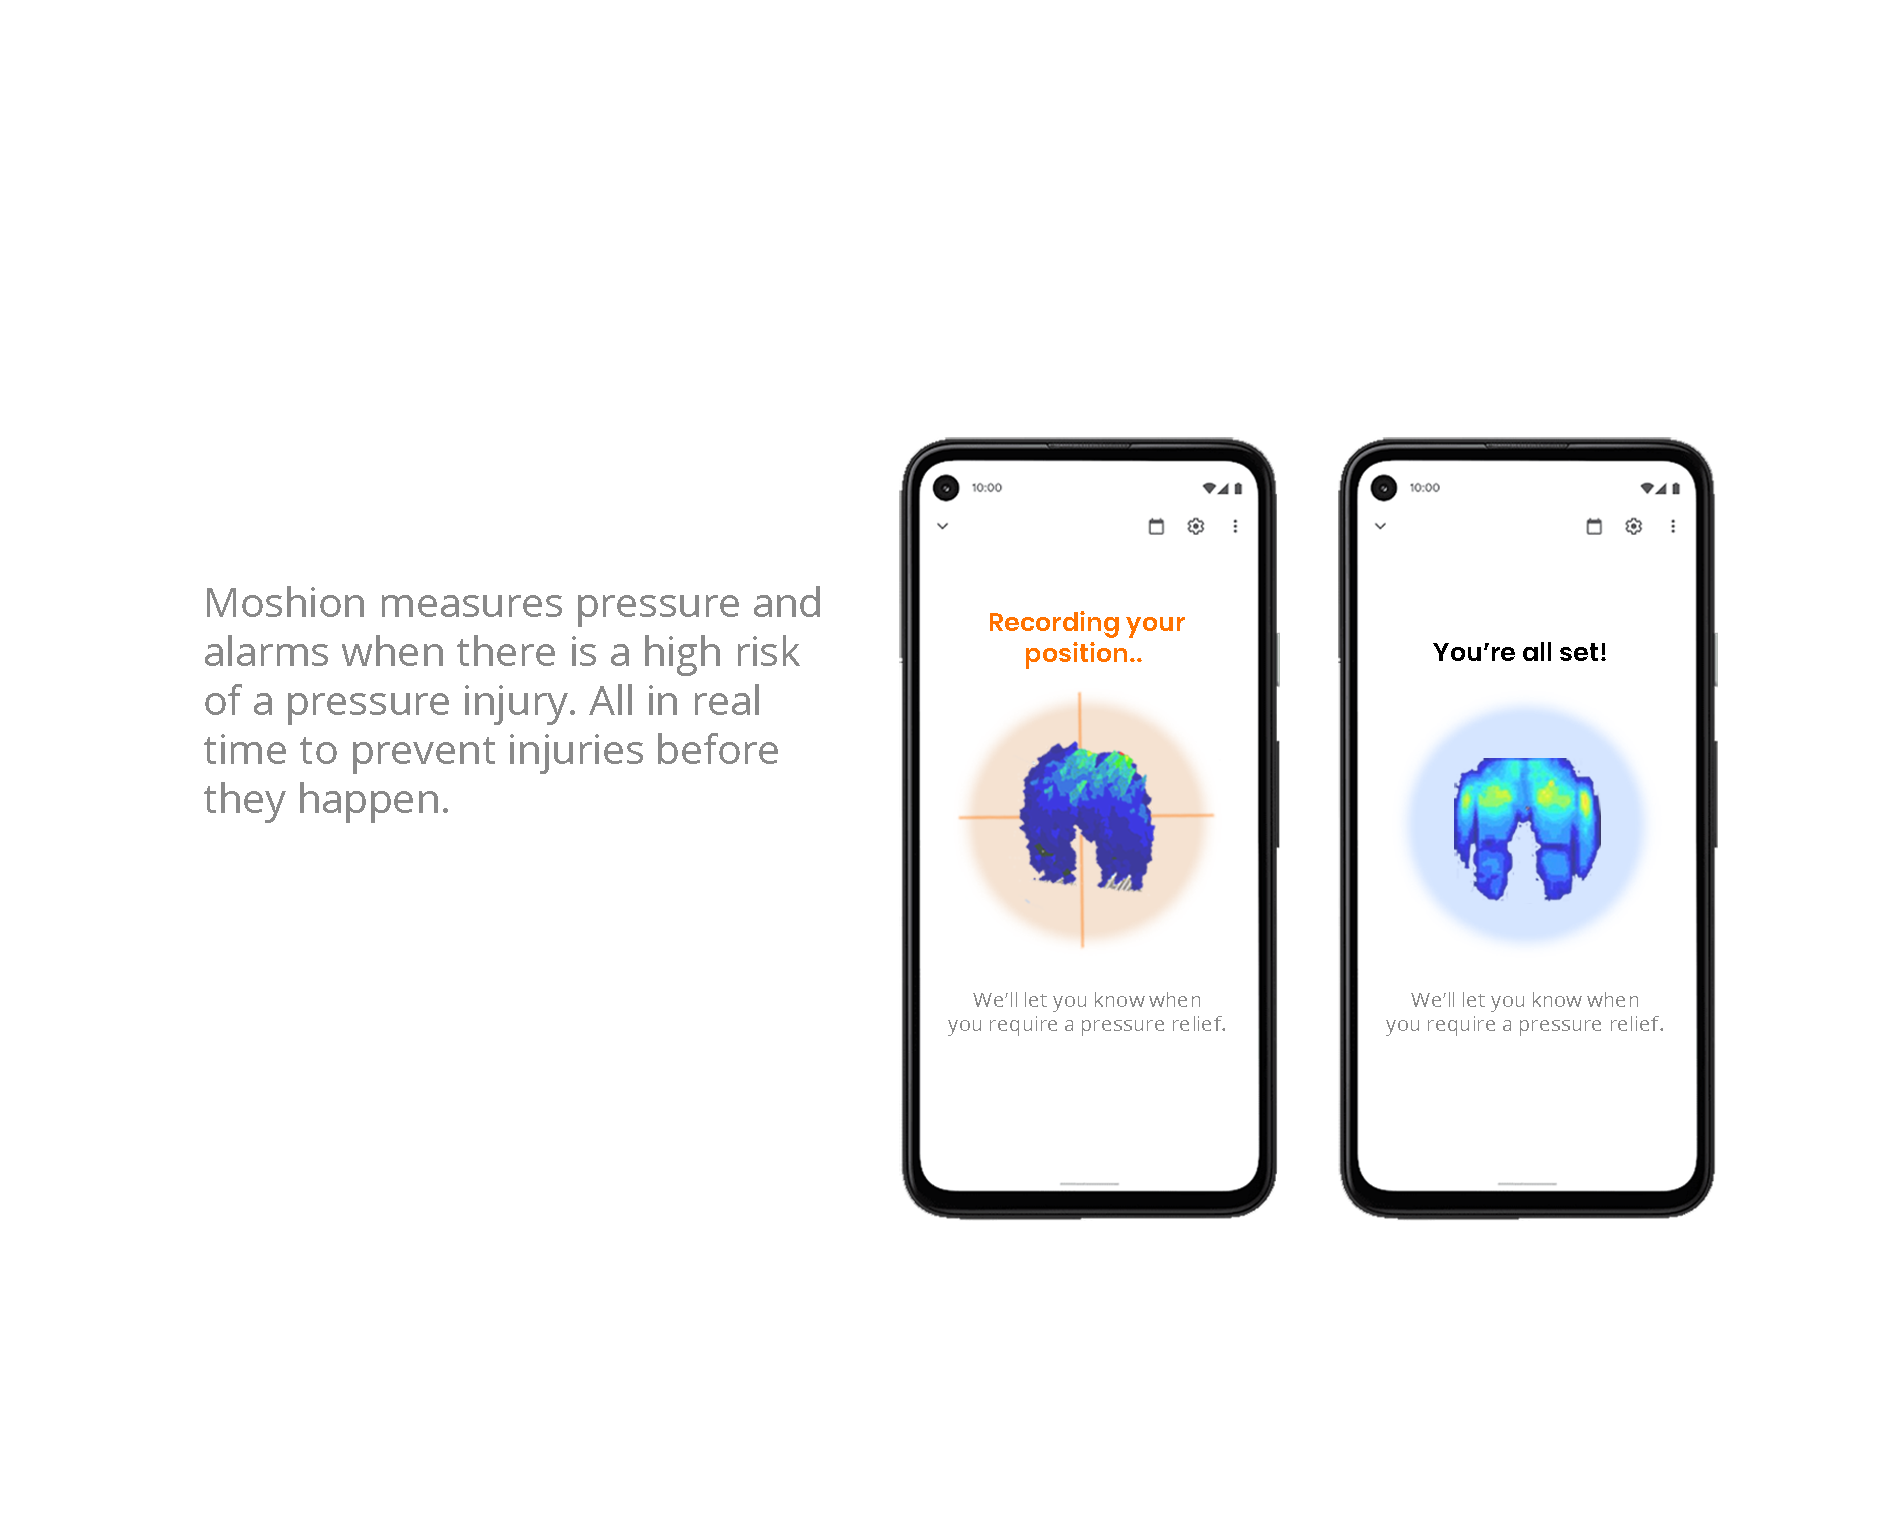 Moshion measures pressure and
alarms when there is a high risk
of a pressure injury. All in real
time to prevent injuries before
they happen.
10:00
Recording your
position..
We'll let you know when
you require a pressure relief.
10:00
You're all set!
We'll let you know when
you require a pressure relief.